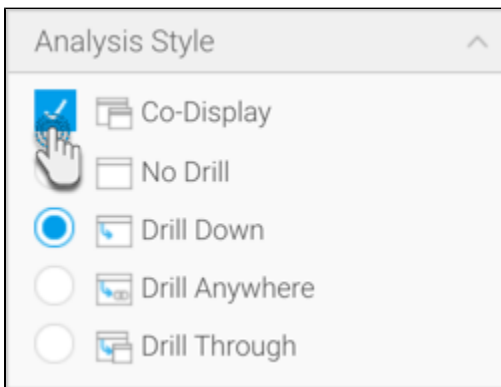 Analysis Style
Co-Display
No Drill
Drill Down
Drill Anywhere
Drill Through